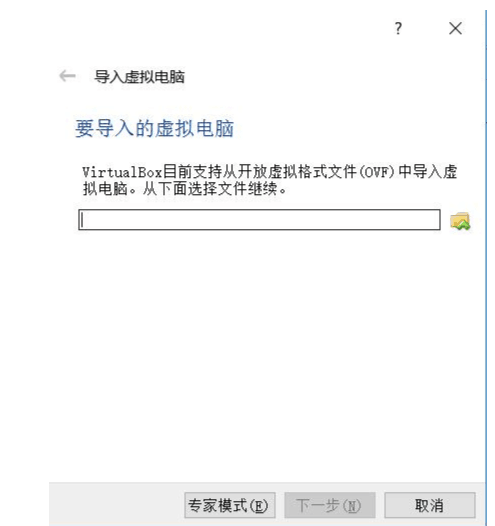 ?
导入虚拟电脑
要导入的虚拟电脑
VirtualBox目前支持从开放虚拟格式文件(OVF)中导入虚
拟电脑。从下面选择文件继续。
专家模式(E) 下一步(N) 取消